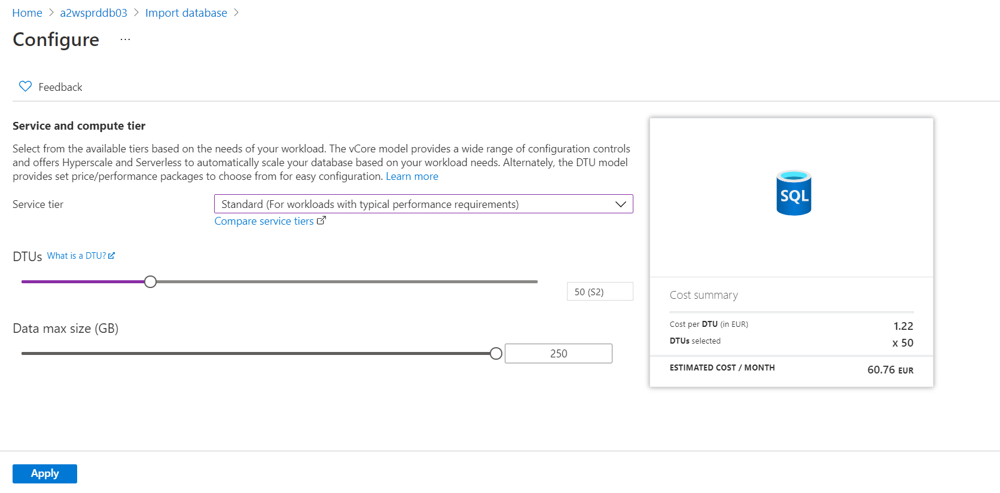 Home > a2wsprddb03 > Import database >
Configure ...
Feedback
Service and compute tier
Select from the available tiers based on the needs of your workload. The vCore model provides a wide range of configuration controls
and offers Hyperscale and Serverless to automatically scale your database based on your workload needs. Alternately, the DTU model
provides set price/performance packages to choose from for easy configuration. Learn more
Service tier
Standard (For workloads with typical performance requirements)
Compare service tiers
DTUs What is a DTU?
50 (S2)
Data max size (GB)
250
SQL
Cost summary
Cost per DTU (in EUR) 1.22
DTUs selected x 50
ESTIMATED COST / MONTH 60.76 EUR
Apply